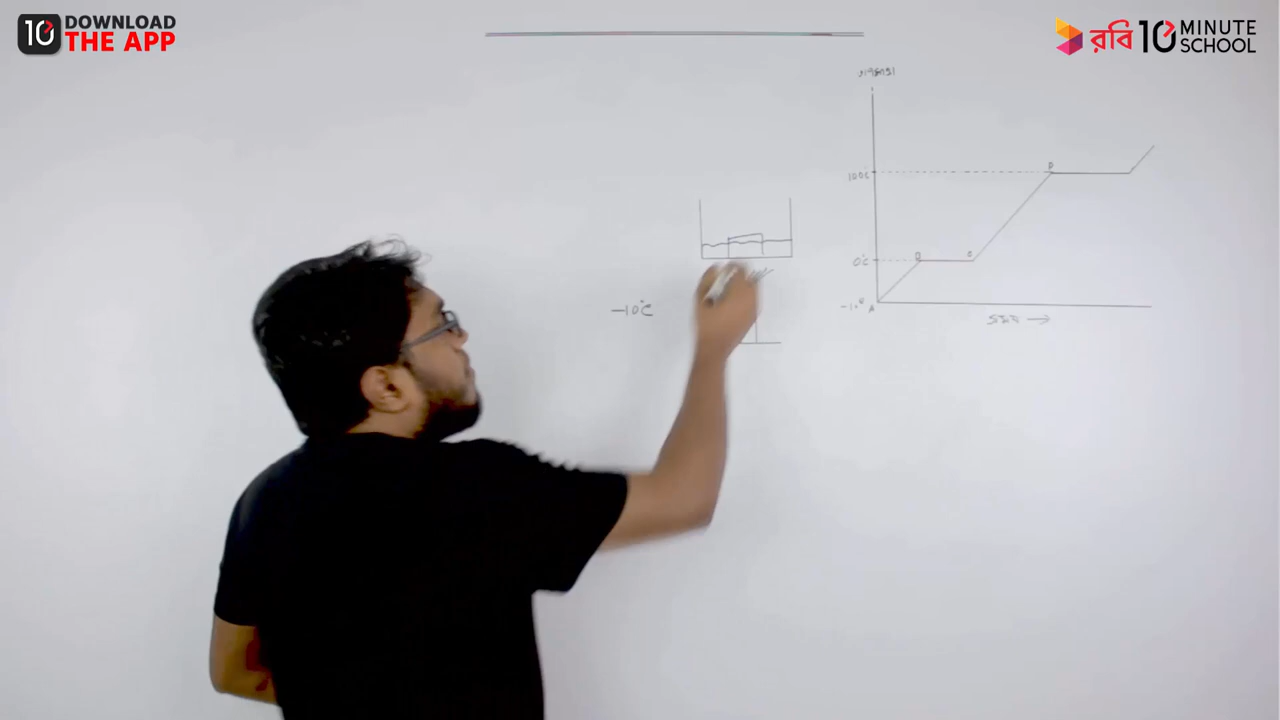 10 DOWNLOAD
THE APP
রবি 10 MINUTE
SCHOOL
তাপমাত্রা
100°C
D
0°C
B
C
-10°C
-10°
A
সময় →